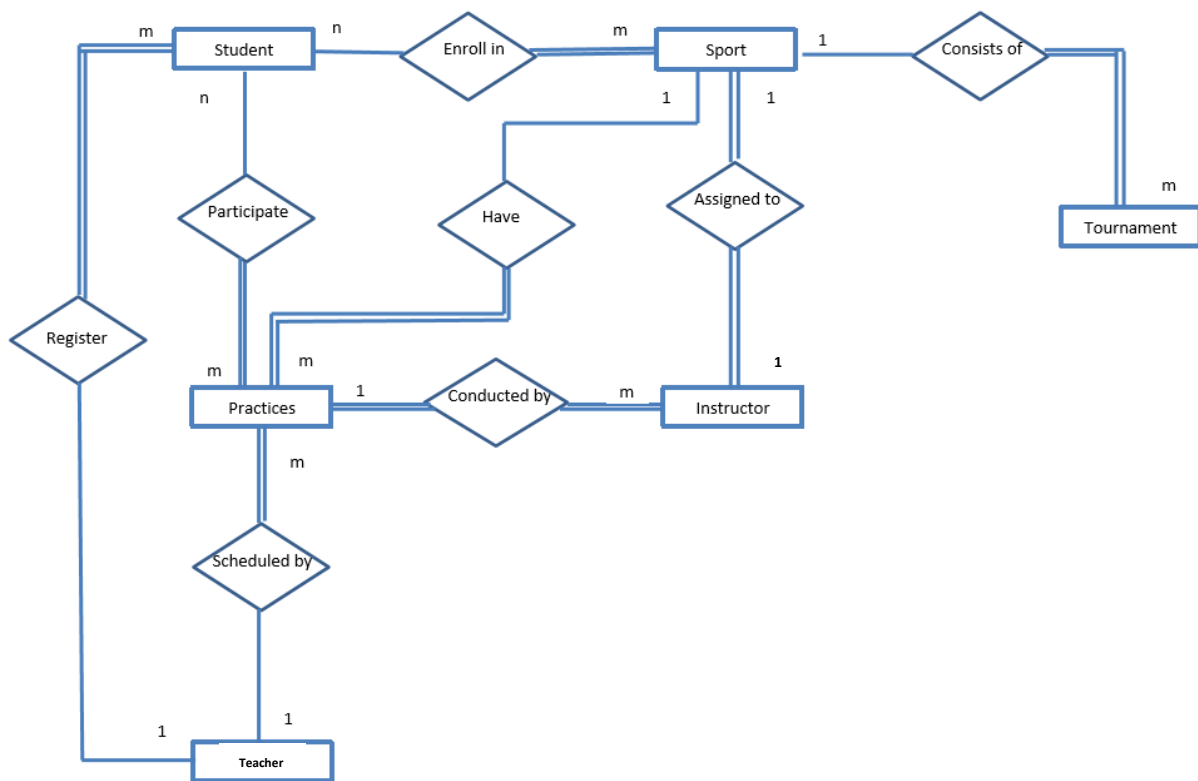 m
Student
n
Enroll in
m
Sport
1
Consists of
n
1
1
m
Participate
Have
Assigned to
Tournament
Register
m
m
1
1
Conducted by
m
Practices
Instructor
m
Scheduled by
1
1
Teacher